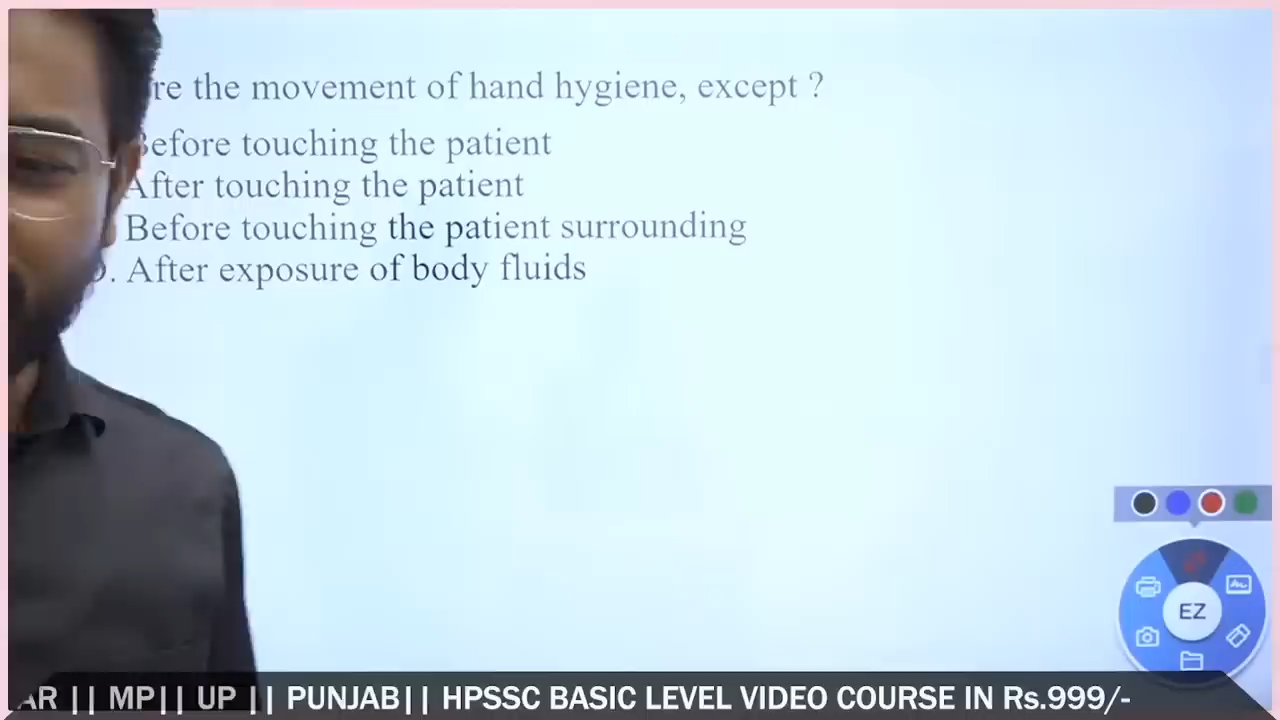 the movement of hand hygiene, except ?
Before touching the patient
After touching the patient
Before touching the patient surrounding
D. After exposure of body fluids
EZ
AR || MP|| UP || PUNJAB|| HPSSC BASIC LEVEL VIDEO COURSE IN Rs.999/-